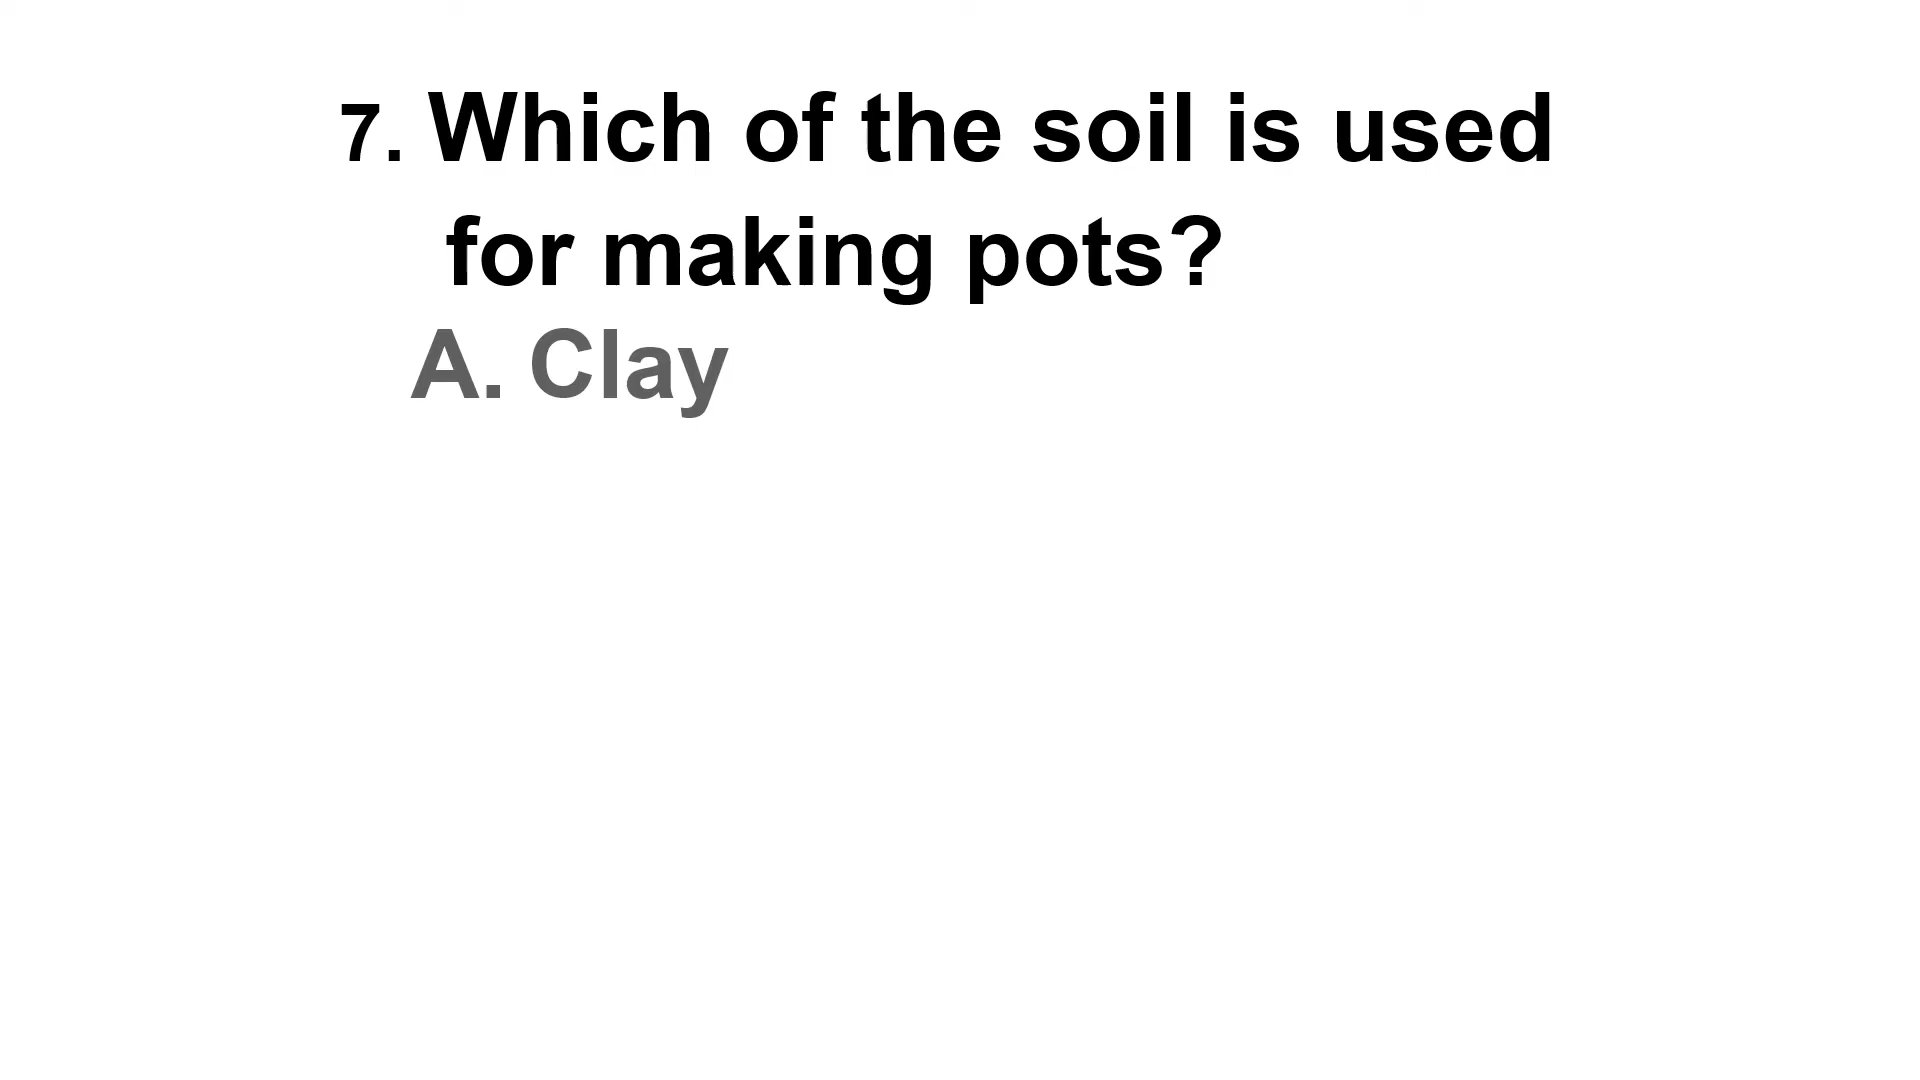 7. Which of the soil is used
for making pots?
A. Clay